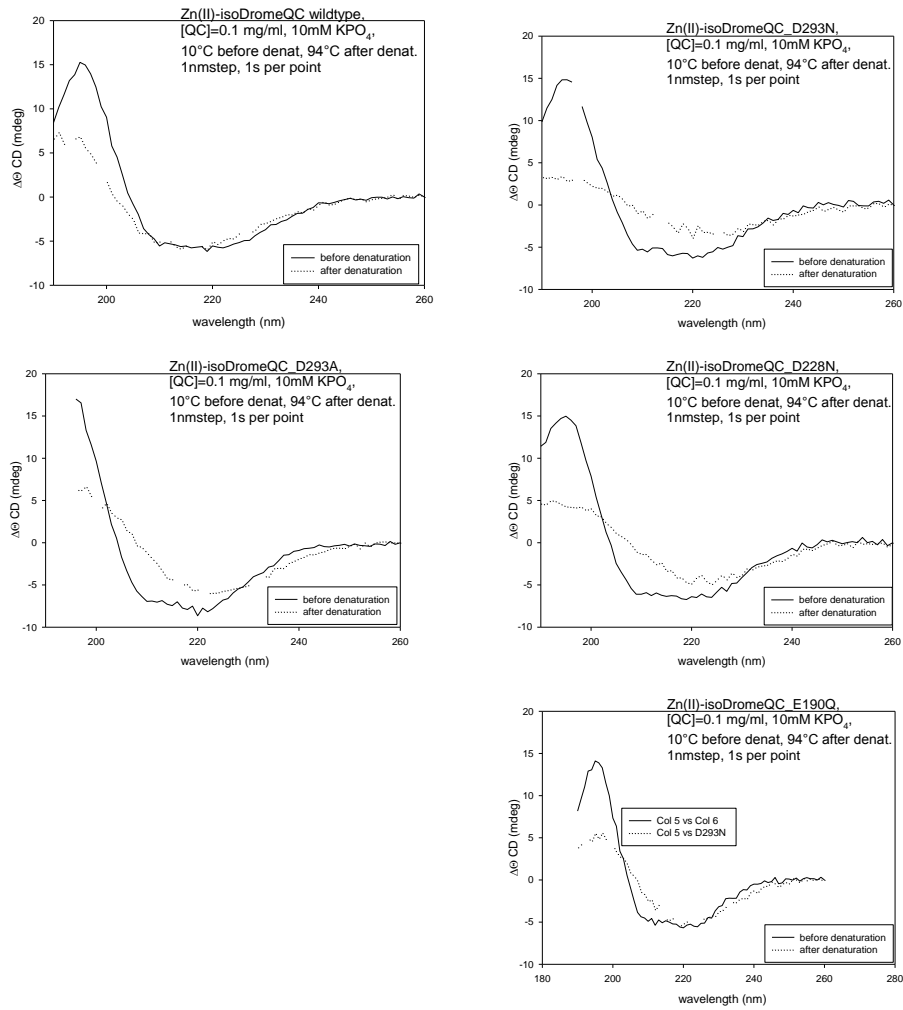 Zn(II)-isoDromeQC wildtype,
[QC]=0.1 mg/ml, 10mM KPO4,
10°C before denat, 94°C after denat.
1nmstep, 1s per point
ΔΘ CD (mdeg)
20
15
10
5
0
-5
-10
200
220
240
260
wavelength (nm)
before denaturation
after denaturation
Zn(II)-isoDromeQC_D293N,
[QC]=0.1 mg/ml, 10mM KPO4,
10°C before denat, 94°C after denat.
1nmstep, 1s per point
ΔΘ CD (mdeg)
20
15
10
5
0
-5
-10
200
220
240
260
wavelength (nm)
before denaturation
after denaturation
Zn(II)-isoDromeQC_D293A,
[QC]=0.1 mg/ml, 10mM KPO4,
10°C before denat, 94°C after denat.
1nmstep, 1s per point
ΔΘ CD (mdeg)
20
15
10
5
0
-5
-10
200
220
240
260
wavelength (nm)
before denaturation
after denaturation
Zn(II)-isoDromeQC_D228N,
[QC]=0.1 mg/ml, 10mM KPO4,
10°C before denat, 94°C after denat.
1nmstep, 1s per point
ΔΘ CD (mdeg)
20
15
10
5
0
-5
-10
200
220
240
260
wavelength (nm)
before denaturation
after denaturation
Zn(II)-isoDromeQC_E190Q,
[QC]=0.1 mg/ml, 10mM KPO4,
10°C before denat, 94°C after denat.
1nmstep, 1s per point
ΔΘ CD (mdeg)
20
15
10
5
0
-5
-10
Col 5 vs Col 6
Col 5 vs D293N
before denaturation
after denaturation
180
200
220
240
260
280
wavelength (nm)